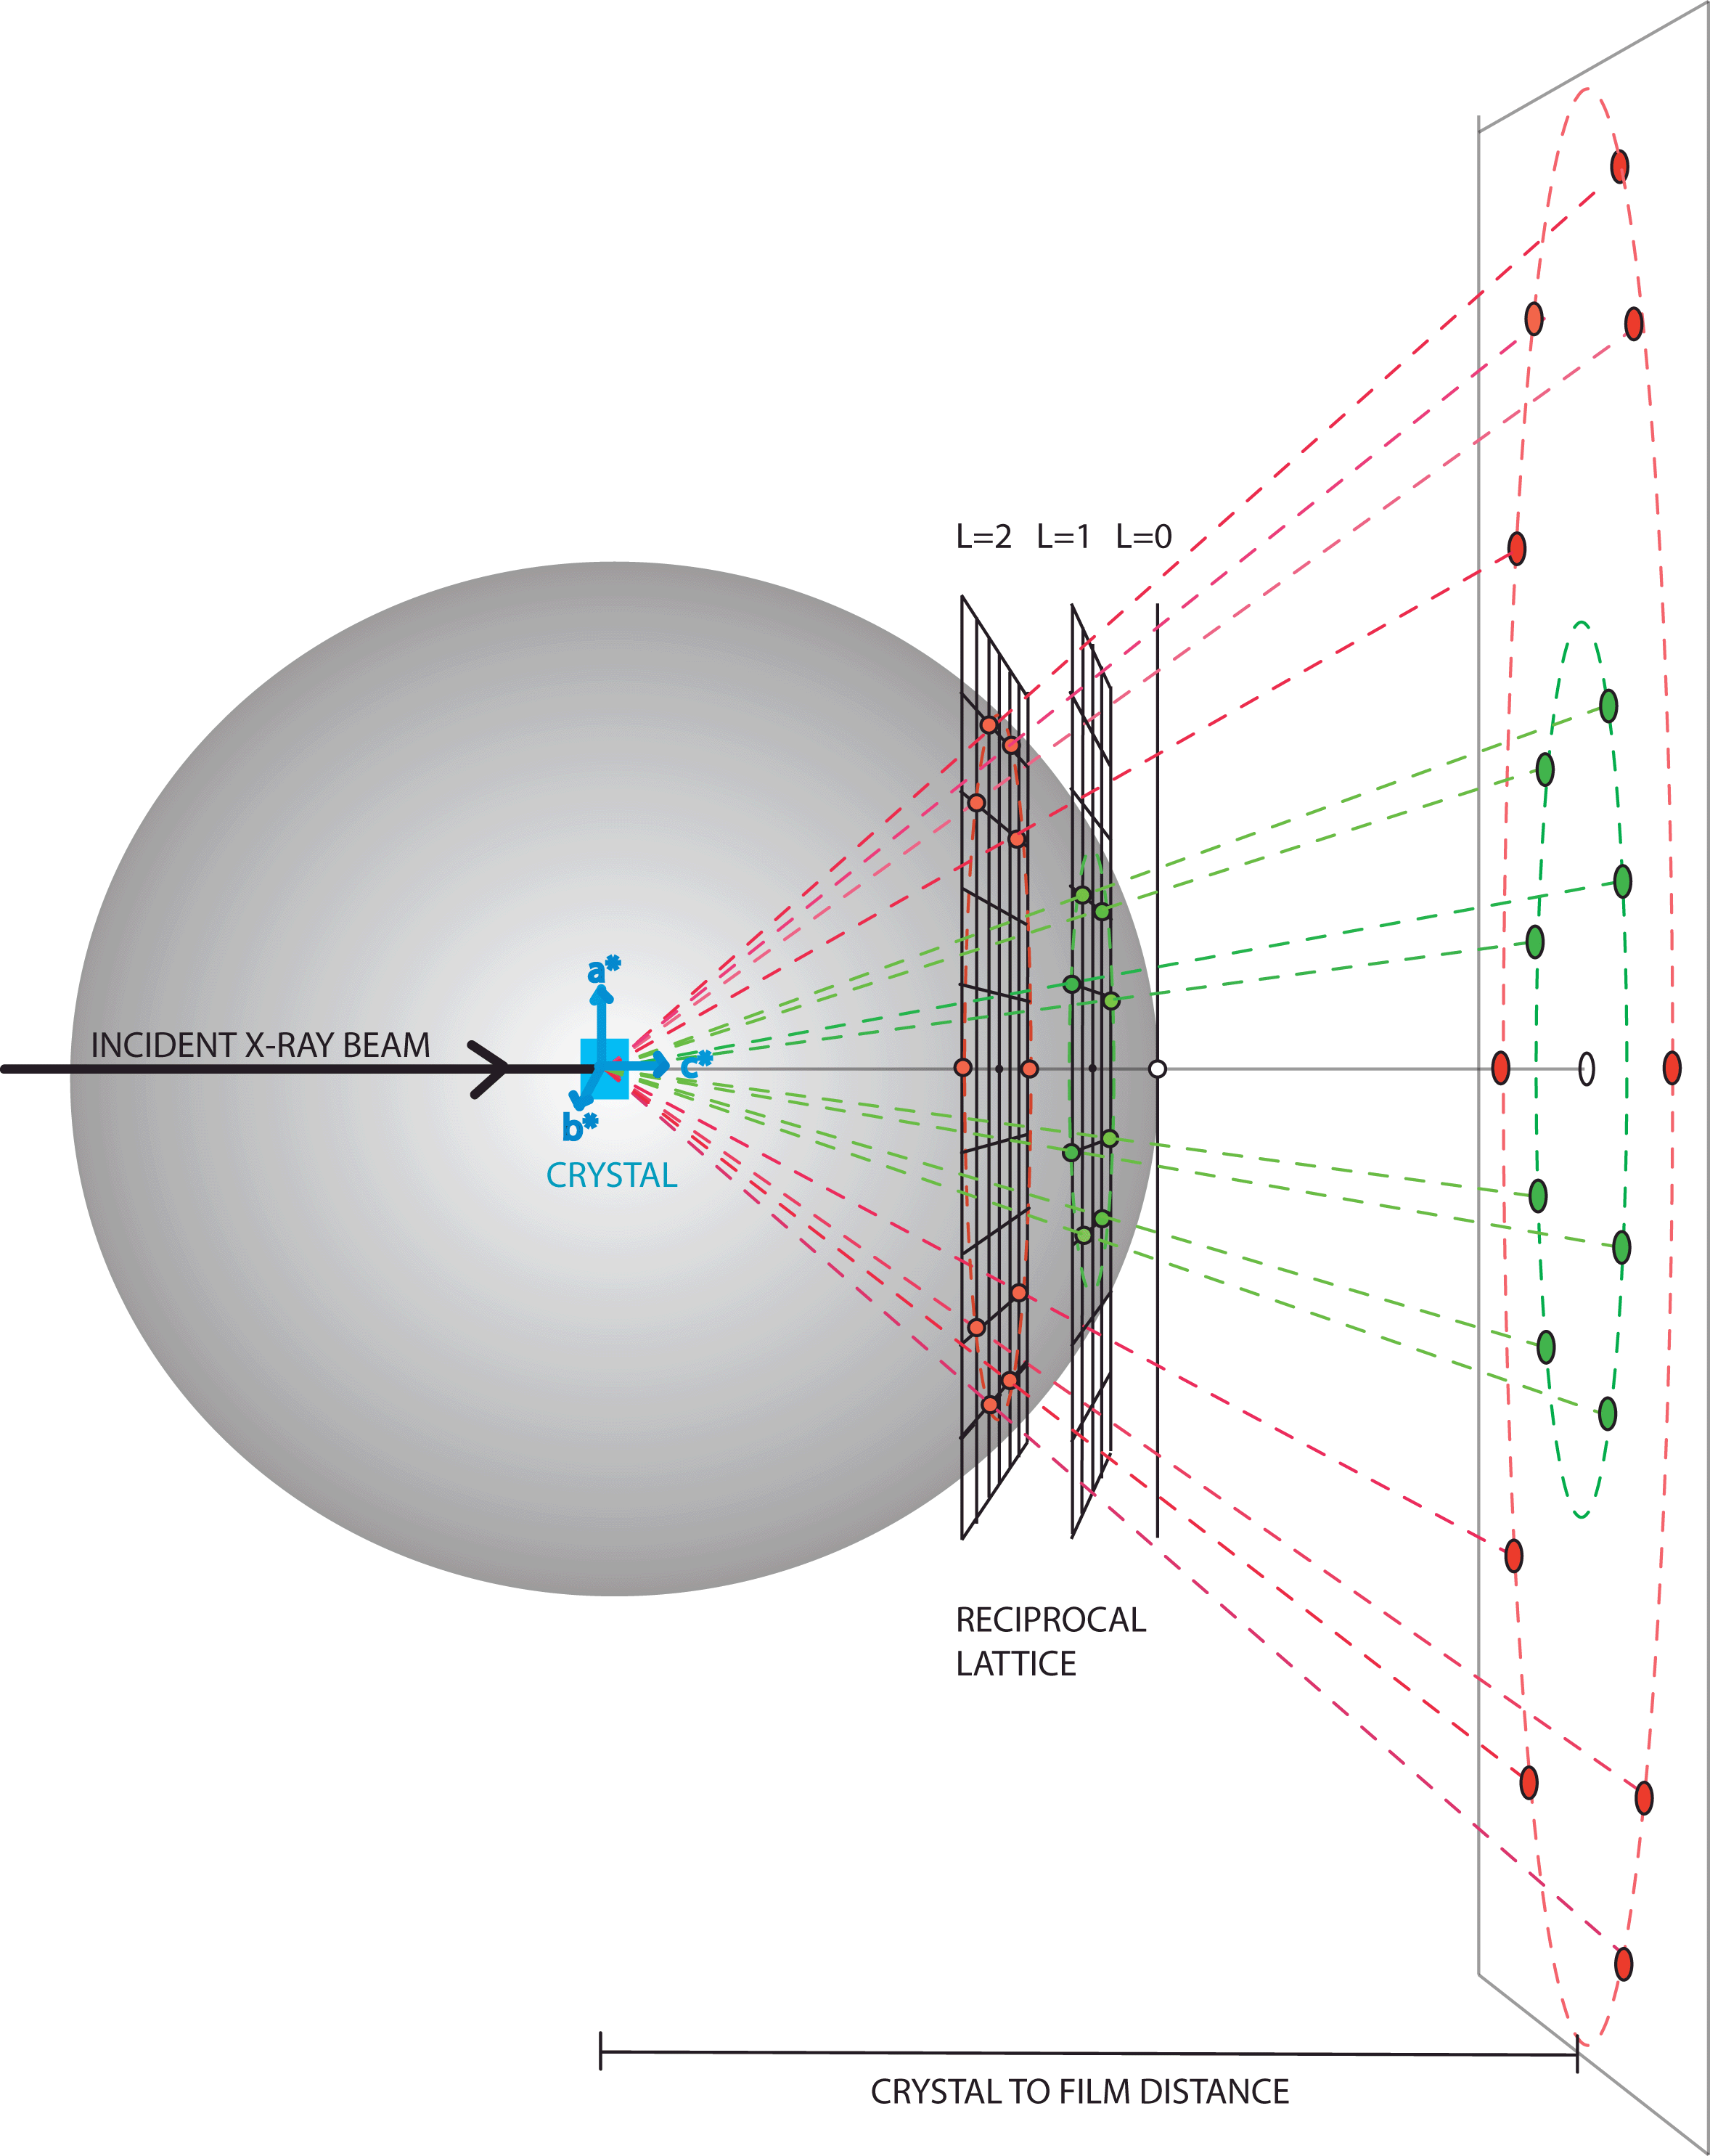 L=2 L=1 L=0
INCIDENT X-RAY BEAM
a*
c*
b*
CRYSTAL
RECIPROCAL
LATTICE
CRYSTAL TO FILM DISTANCE